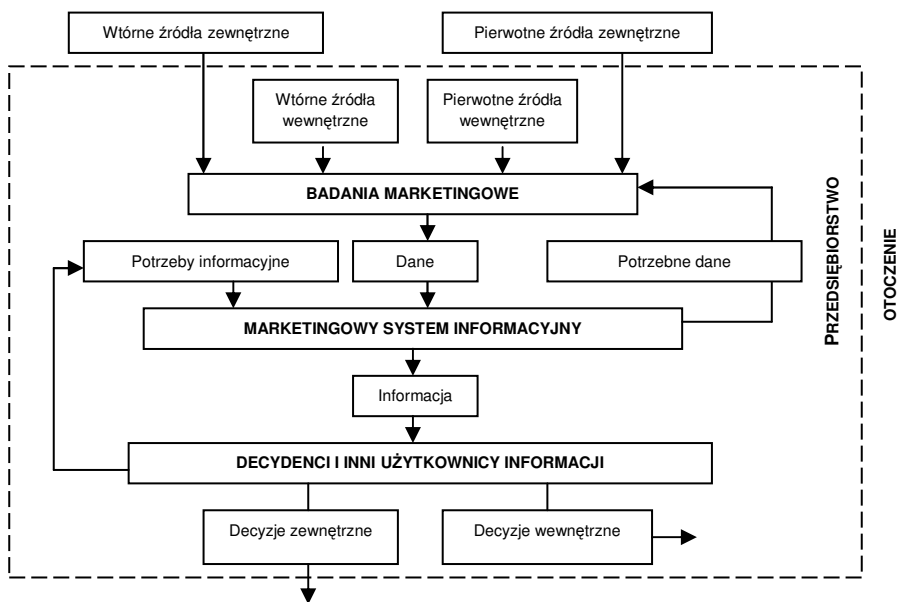 Wtórne źródła zewnętrzne
Pierwotne źródła zewnętrzne
Wtórne źródła
wewnętrzne
Pierwotne źródła
wewnętrzne
BADANIA MARKETINGOWE
Potrzeby informacyjne
Dane
Potrzebne dane
MARKETINGOWY SYSTEM INFORMACYJNY
Informacja
DECYDENCI I INNI UŻYTKOWNICY INFORMACJI
Decyzje zewnętrzne
Decyzje wewnętrzne
PRZEDSIĘBIORSTWO
OTOCZENIE